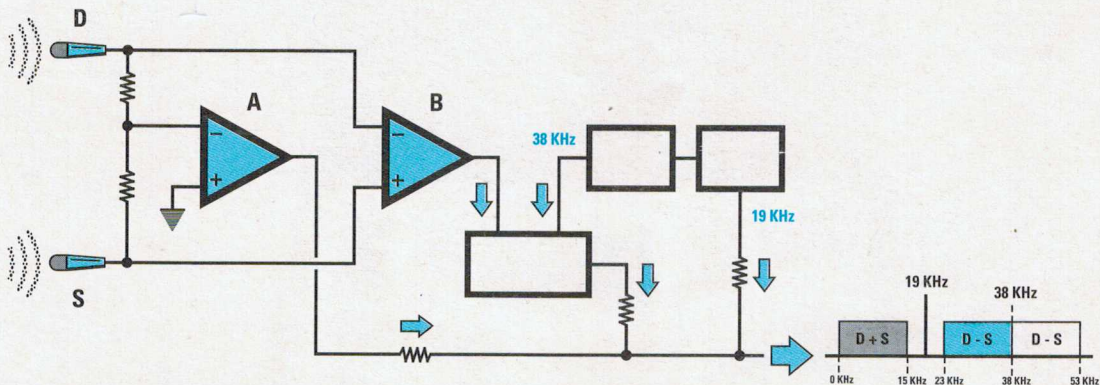 D
A
B
−
+
−
+
S
38 KHz
19 KHz
19 KHz
38 KHz
D + S
D - S
D - S
0 KHz
15 KHz
23 KHz
38 KHz
53 KHz